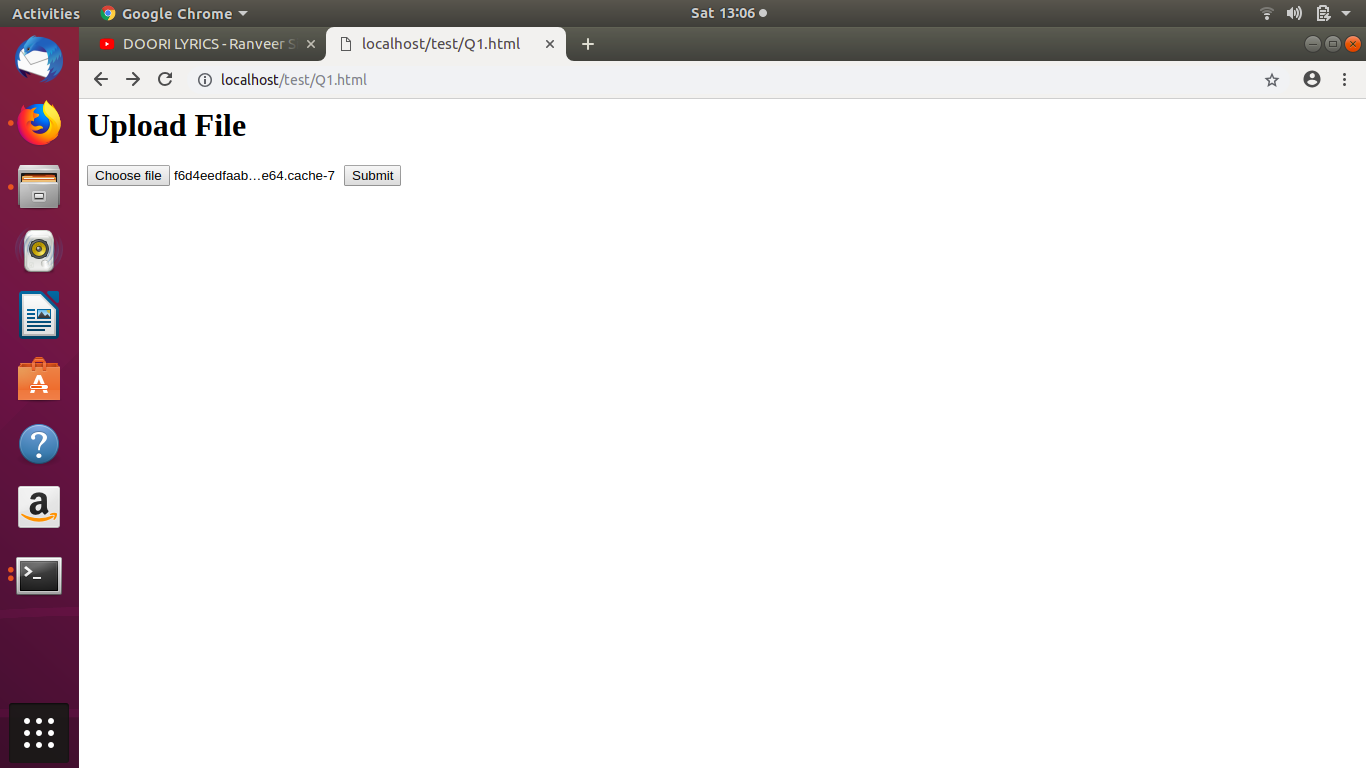 Activities Google Chrome Sat 13:06
DOORI LYRICS - Ranveer S localhost/test/Q1.html
localhost/test/Q1.html
Upload File
Choose file f6d4eedfaab...e64.cache-7 Submit